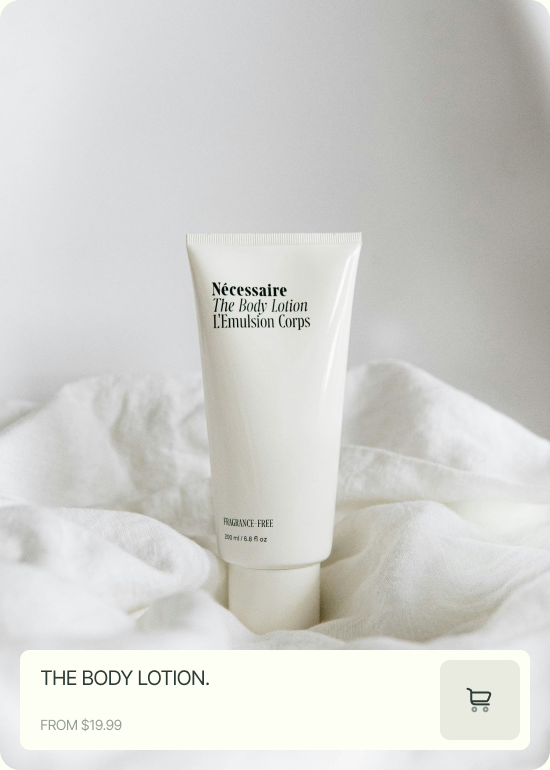 Nécessaire
The Body Lotion
L'Emulsion Corps
FRAGRANCE-FREE
200 ml / 6.8 fl oz
THE BODY LOTION.
FROM $19.99